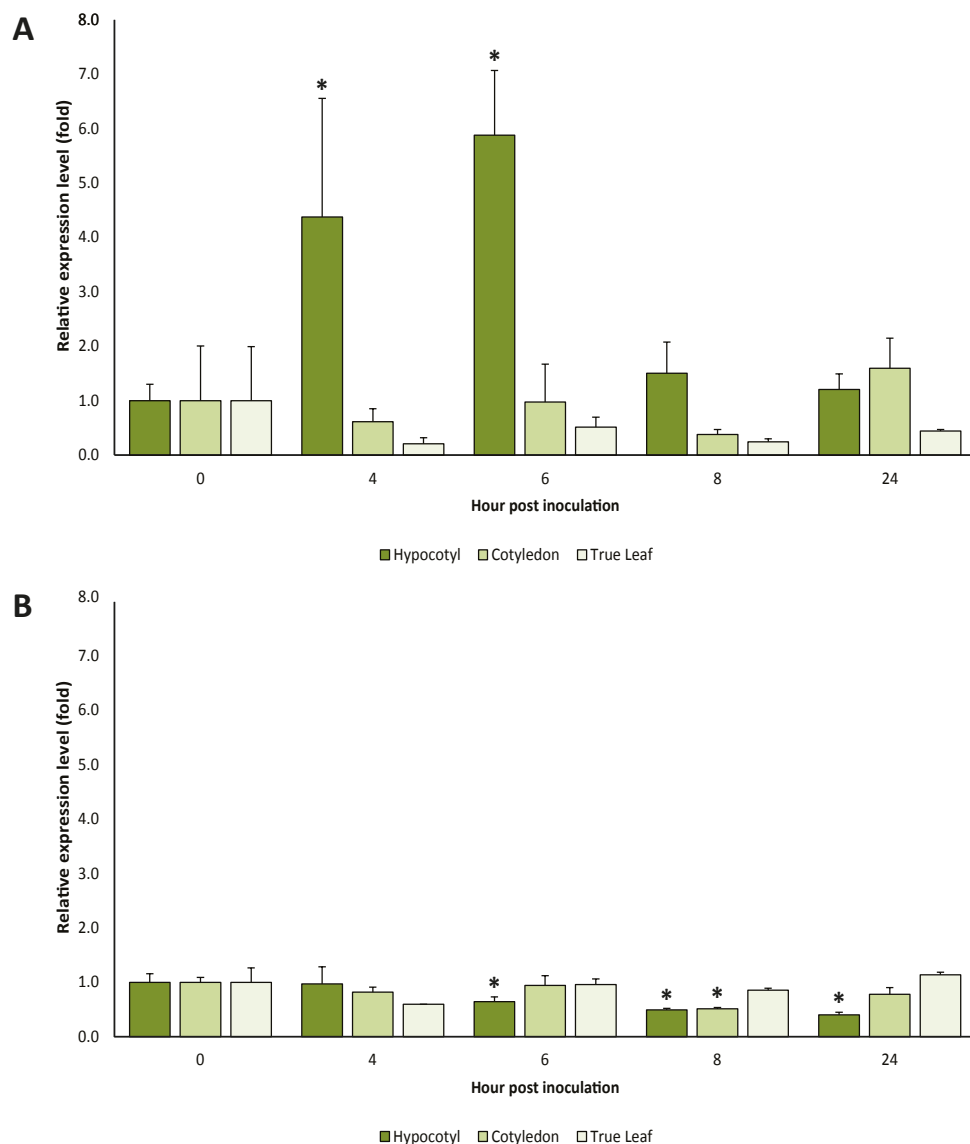 A
8.0
7.0
6.0
5.0
4.0
3.0
2.0
1.0
0.0
Relative expression level (fold)
* *
0 4 6 8 24
Hour post inoculation
Hypocotyl Cotyledon True Leaf
B
8.0
7.0
6.0
5.0
4.0
3.0
2.0
1.0
0.0
Relative expression level (fold)
* * * *
0 4 6 8 24
Hour post inoculation
Hypocotyl Cotyledon True Leaf